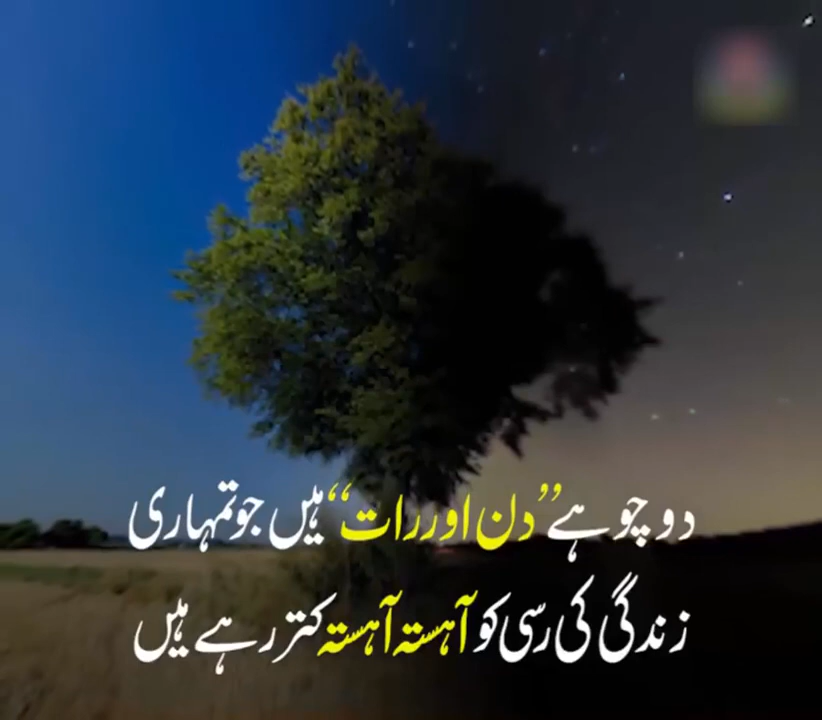 دو چوہے ”دن اور رات“ ہیں جو تمہاری
زندگی کی رسی کو آہستہ آہستہ کتر رہے ہیں